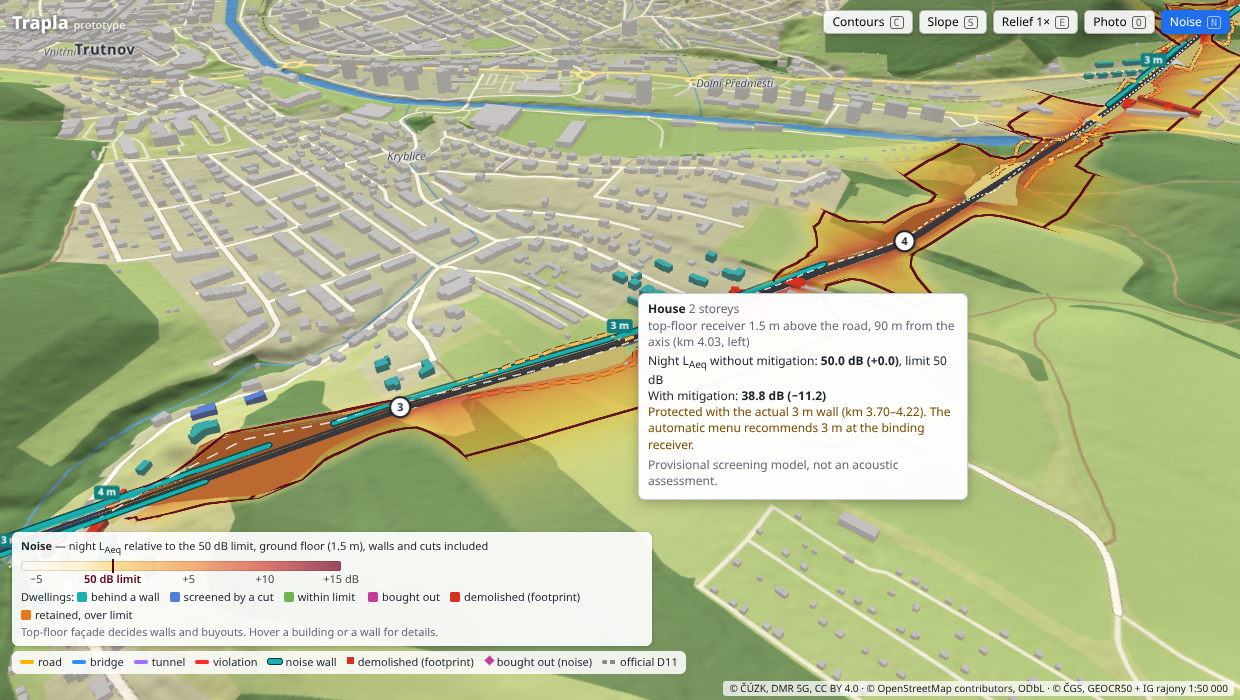 Trapla prototype
Contours C
Slope S
Relief 1× E
Photo O
Noise N
Vnitřní
Trutnov
Dolní Předměstí
Kryblice
3 m
4
3 m
House 2 storeys
top-floor receiver 1.5 m above the road, 90 m from the
axis (km 4.03, left)
Night LAeq without mitigation: 50.0 dB (+0.0), limit 50
dB
With mitigation: 38.8 dB (−11.2)
Protected with the actual 3 m wall (km 3.70–4.22). The
automatic menu recommends 3 m at the binding
receiver.
Provisional screening model, not an acoustic
assessment.
3
4 m
Noise — night LAeq relative to the 50 dB limit, ground floor (1.5 m), walls and cuts included
−5 50 dB limit +5 +10 +15 dB
Dwellings: behind a wall screened by a cut within limit bought out demolished (footprint)
retained, over limit
Top-floor façade decides walls and buyouts. Hover a building or a wall for details.
road bridge tunnel violation noise wall demolished (footprint) bought out (noise) official D11
© ČÚZK, DMR 5G, CC BY 4.0 · © OpenStreetMap contributors, ODbL · © ČGS, GEOCR50 + IG rajony 1:50 000